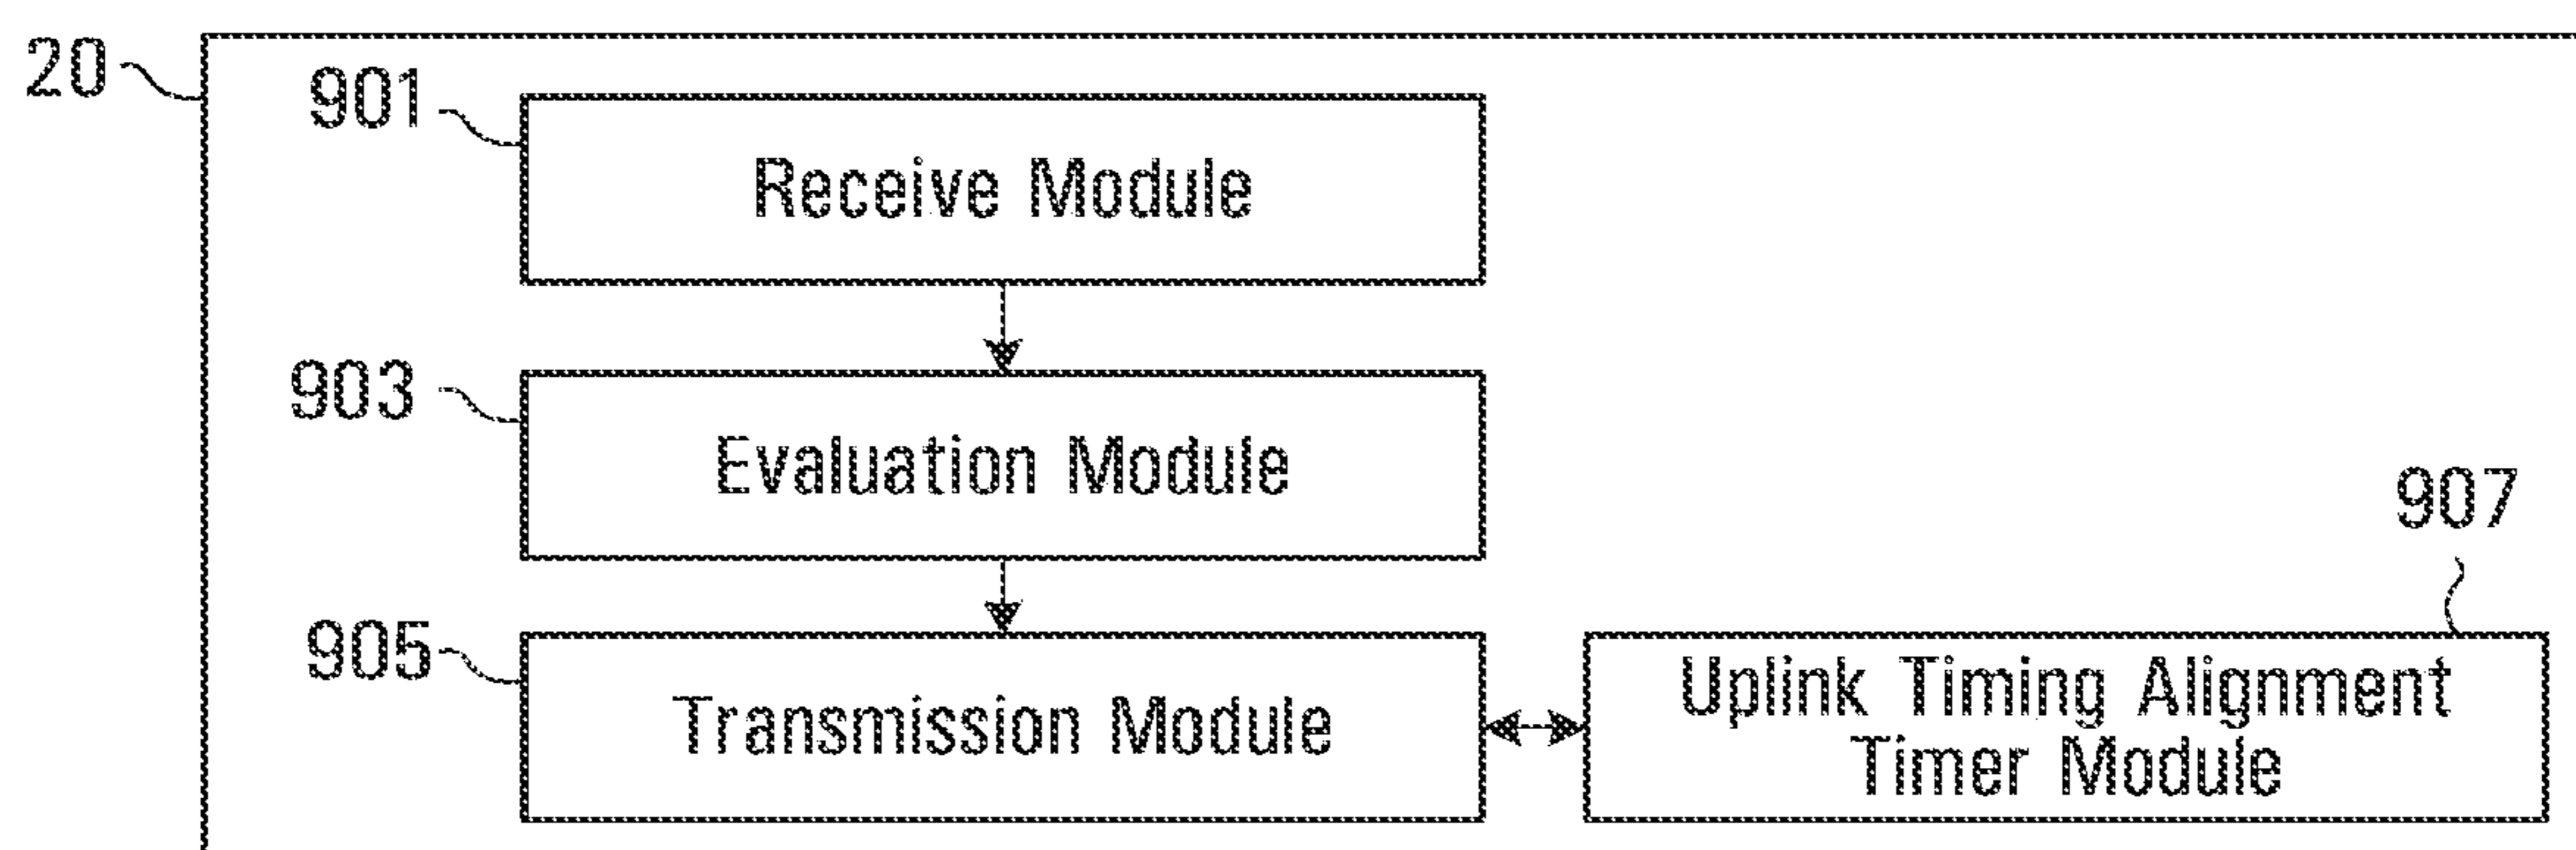 20
901
Receive Module
903
Evaluation Module
907
905
Transmission Module
Uplink Timing Alignment
Timer Module